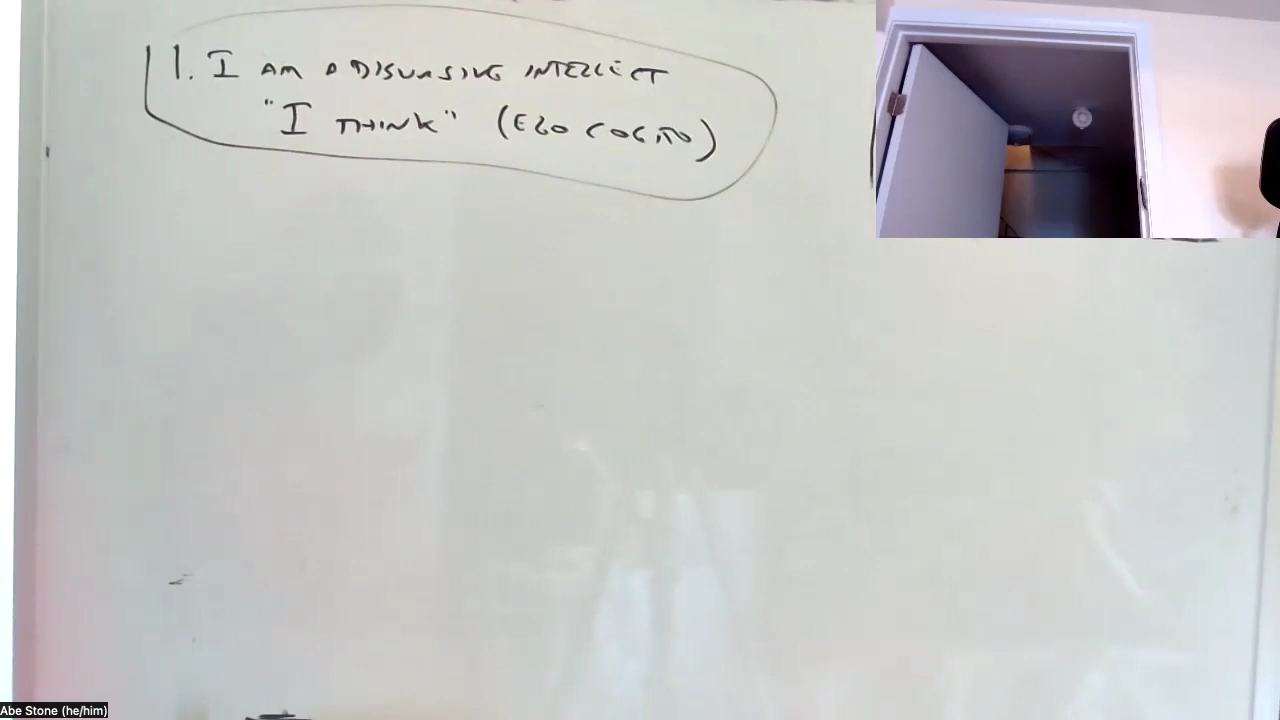 1. I AM A DISCURSIVE INTELLECT
"I THINK" (EGO COGITO)
Abe Stone (he/him)